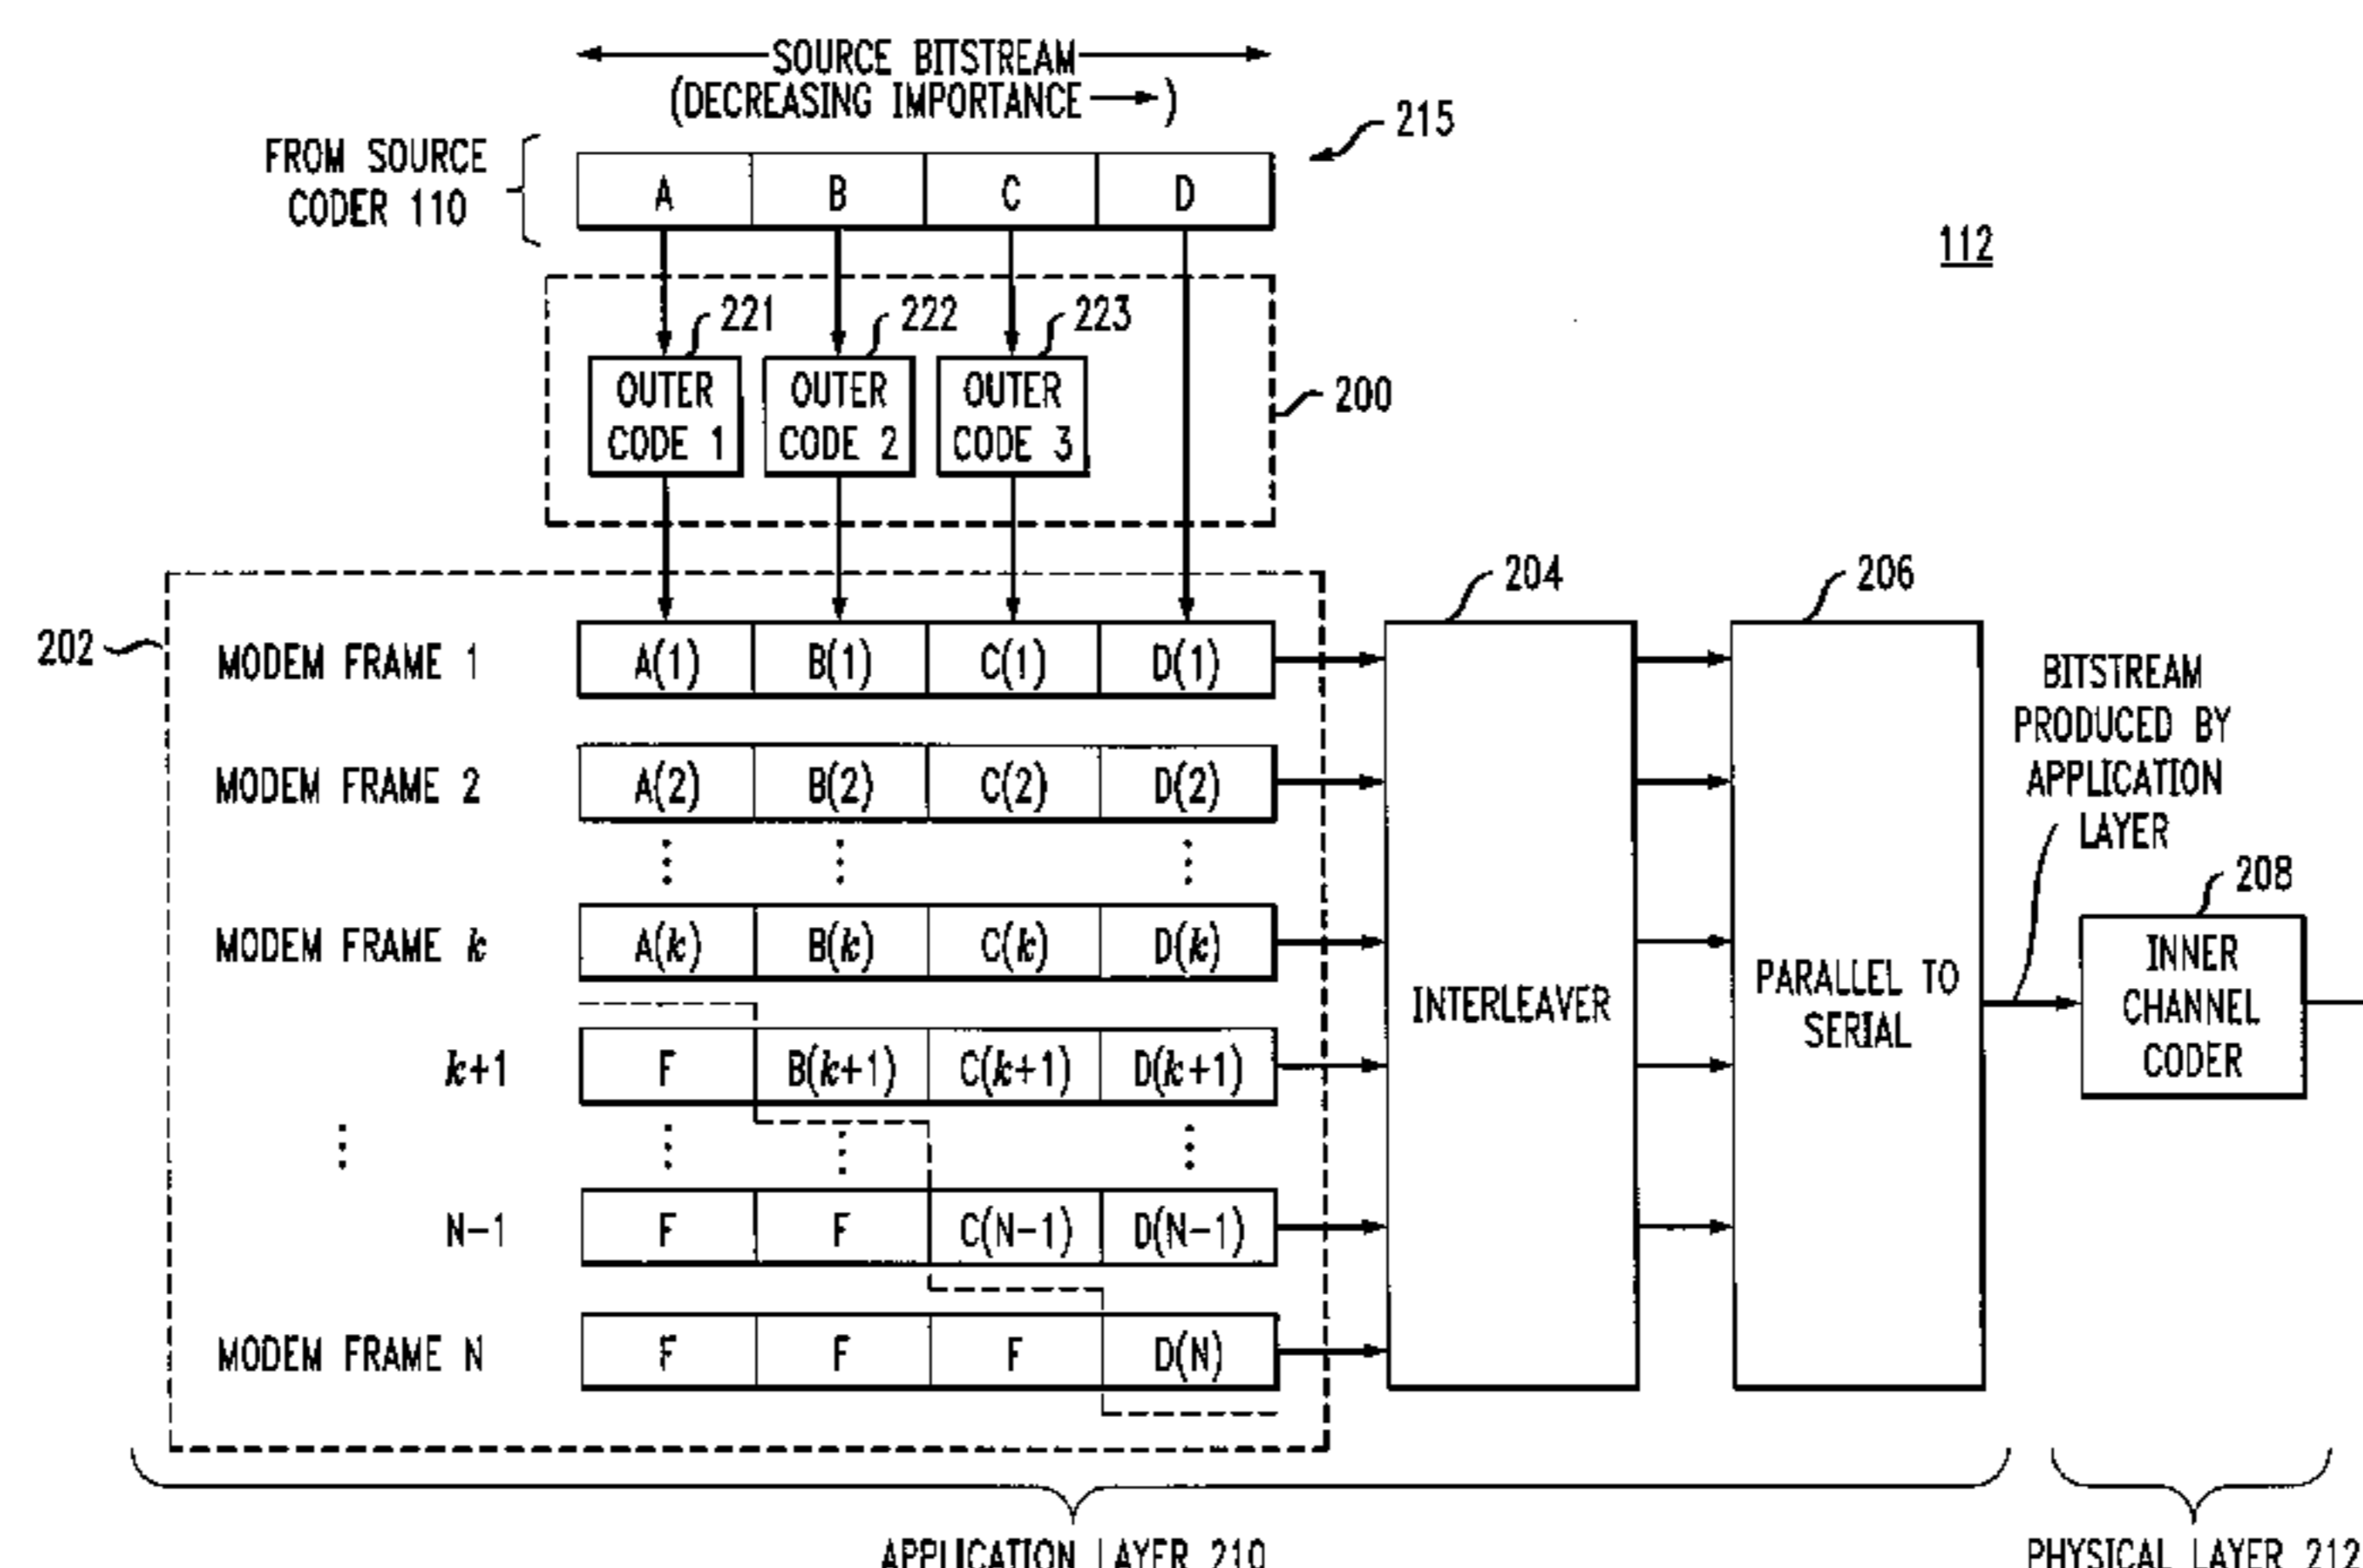 SOURCE BITSTREAM
(DECREASING IMPORTANCE → )
215
FROM SOURCE
CODER 110
A B C D
112
221 222 223
OUTER CODE 1
OUTER CODE 2
OUTER CODE 3
200
204
206
202
MODEM FRAME 1 A(1) B(1) C(1) D(1)
MODEM FRAME 2 A(2) B(2) C(2) D(2)
MODEM FRAME k A(k) B(k) C(k) D(k)
k+1 F B(k+1) C(k+1) D(k+1)
N-1 F F C(N-1) D(N-1)
MODEM FRAME N F F F D(N)
INTERLEAVER
PARALLEL TO
SERIAL
BITSTREAM
PRODUCED BY
APPLICATION
LAYER
208
INNER
CHANNEL
CODER
APPLICATION LAYER 210
PHYSICAL LAYER 212